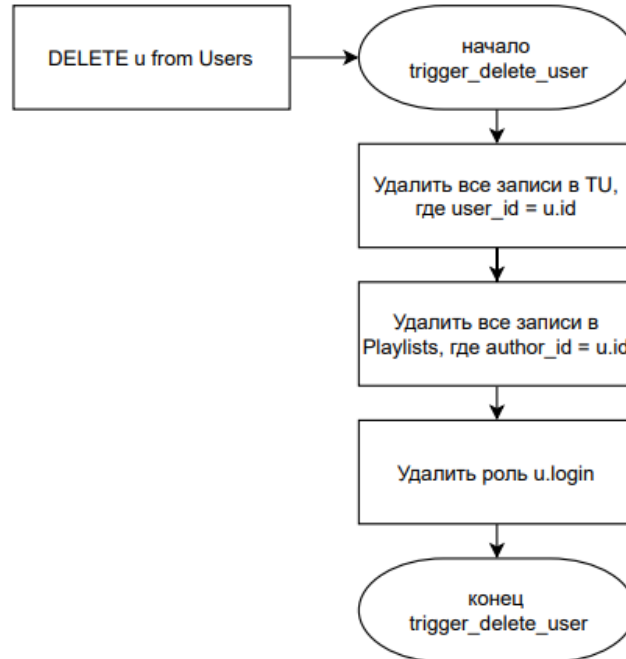 DELETE u from Users
начало
trigger_delete_user
Удалить все записи в TU,
где user_id = u.id
Удалить все записи в
Playlists, где author_id = u.id
Удалить роль u.login
конец
trigger_delete_user